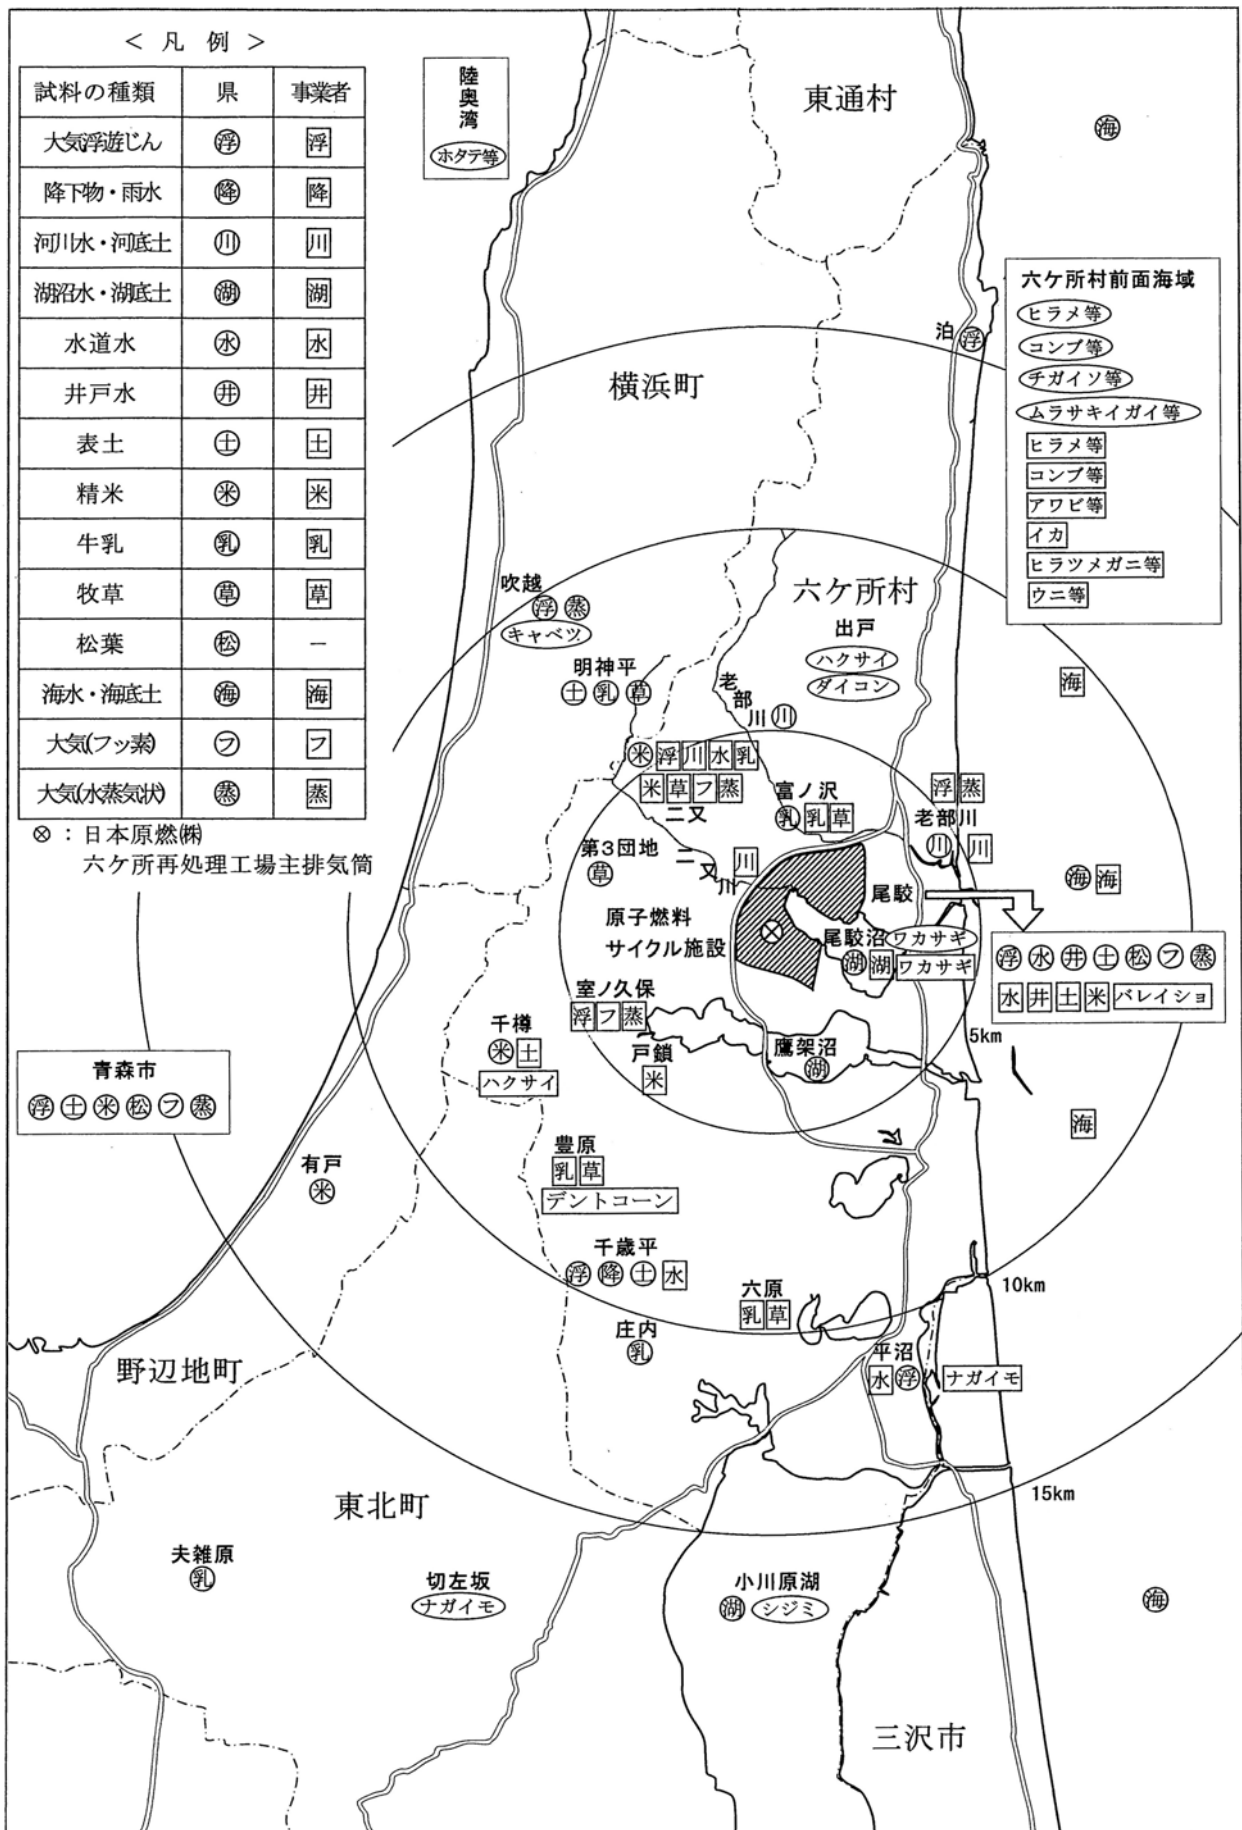 < 凡 例 >
試料の種類 県 事業者
大気浮遊じん 浮 浮
降下物・雨水 降 降
河川水・河底土 川 川
湖沼水・湖底土 湖 湖
水道水 水 水
井戸水 井 井
表土 土 土
精米 米 米
牛乳 乳 乳
牧草 草 草
松葉 松 －
海水・海底土 海 海
大気(フッ素) フ フ
大気(水蒸気状) 蒸 蒸
⊗ : 日本原燃㈱
六ケ所再処理工場主排気筒
陸奥湾
ホタテ等
東通村
海
六ケ所村前面海域
ヒラメ等
コンブ等
チガイソ等
ムラサキイガイ等
ヒラメ等
コンブ等
アワビ等
イカ
ヒラツメガニ等
ウニ等
泊 浮
横浜町
吹越
浮 蒸
キャベツ
六ケ所村
出戸
ハクサイ
ダイコン
明神平
土 乳 草
老部川 川
海
米 浮 川 水 乳
米 草 フ 蒸
二又
富ノ沢
乳 乳 草
浮 蒸
老部川
川 川
第3団地
草
二又川 川
海 海
原子燃料
サイクル施設
尾駮
尾駮沼 ワカサギ
湖 湖 ワカサギ
浮 水 井 土 松 フ 蒸
水 井 土 米 バレイショ
室ノ久保
浮 フ 蒸
千樽
米 土
ハクサイ
戸鎖
米
鷹架沼
湖
5km
海
青森市
浮 土 米 松 フ 蒸
有戸
米
豊原
乳 草
デントコーン
千歳平
浮 降 土 水
六原
乳 草
10km
庄内
乳
平沼
水 浮
ナガイモ
野辺地町
15km
東北町
夫雑原
乳
切左坂
ナガイモ
小川原湖
湖 シジミ
海
三沢市